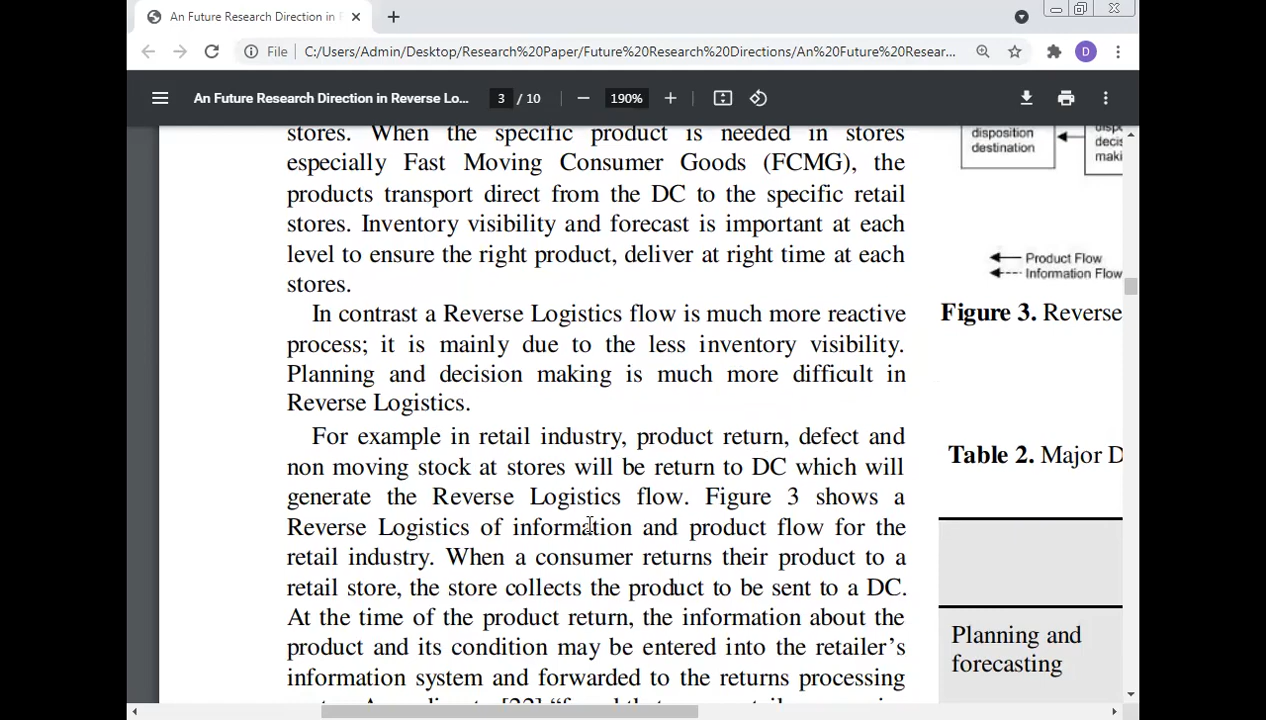 An Future Research Direction in R
File
C:/Users/Admin/Desktop/Research%20Paper/Future%20Research%20Directions/An%20Future%20Resear...
D
An Future Research Direction in Reverse Lo...
3 / 10
190%
stores. When the specific product is needed in stores
especially Fast Moving Consumer Goods (FCMG), the
products transport direct from the DC to the specific retail
stores. Inventory visibility and forecast is important at each
level to ensure the right product, deliver at right time at each
stores.
In contrast a Reverse Logistics flow is much more reactive
process; it is mainly due to the less inventory visibility.
Planning and decision making is much more difficult in
Reverse Logistics.
For example in retail industry, product return, defect and
non moving stock at stores will be return to DC which will
generate the Reverse Logistics flow. Figure 3 shows a
Reverse Logistics of information and product flow for the
retail industry. When a consumer returns their product to a
retail store, the store collects the product to be sent to a DC.
At the time of the product return, the information about the
product and its condition may be entered into the retailer's
information system and forwarded to the returns processing
disposition
destination
decis
maki
Product Flow
Information Flow
Figure 3. Reverse
Table 2. Major D
Planning and
forecasting